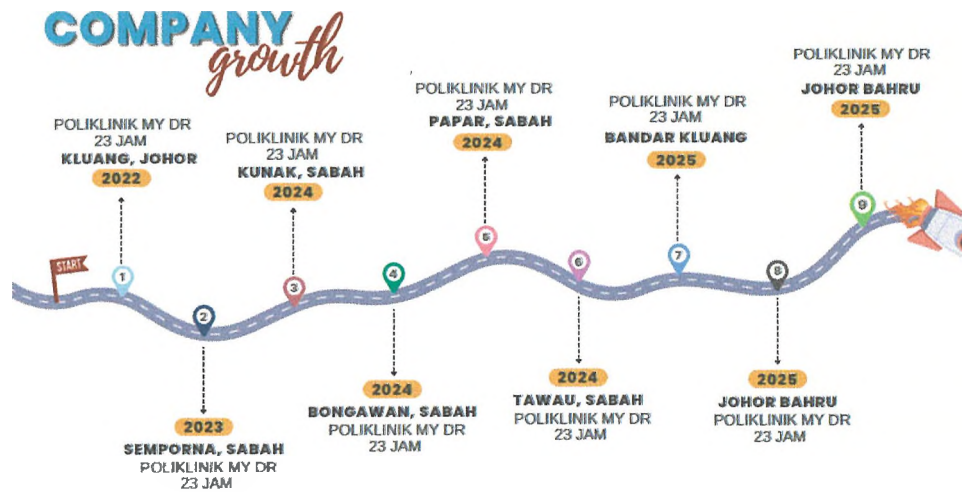 COMPANY
growth
POLIKLINIK MY DR
23 JAM
KLUANG, JOHOR
2022
POLIKLINIK MY DR
23 JAM
KUNAK, SABAH
2024
POLIKLINIK MY DR
23 JAM
PAPAR, SABAH
2024
POLIKLINIK MY DR
23 JAM
BANDAR KLUANG
2025
POLIKLINIK MY DR
23 JAM
JOHOR BAHRU
2025
START
1
2
3
4
5
6
7
8
9
2023
SEMPORNA, SABAH
POLIKLINIK MY DR
23 JAM
2024
BONGAWAN, SABAH
POLIKLINIK MY DR
23 JAM
2024
TAWAU, SABAH
POLIKLINIK MY DR
23 JAM
2025
JOHOR BAHRU
POLIKLINIK MY DR
23 JAM